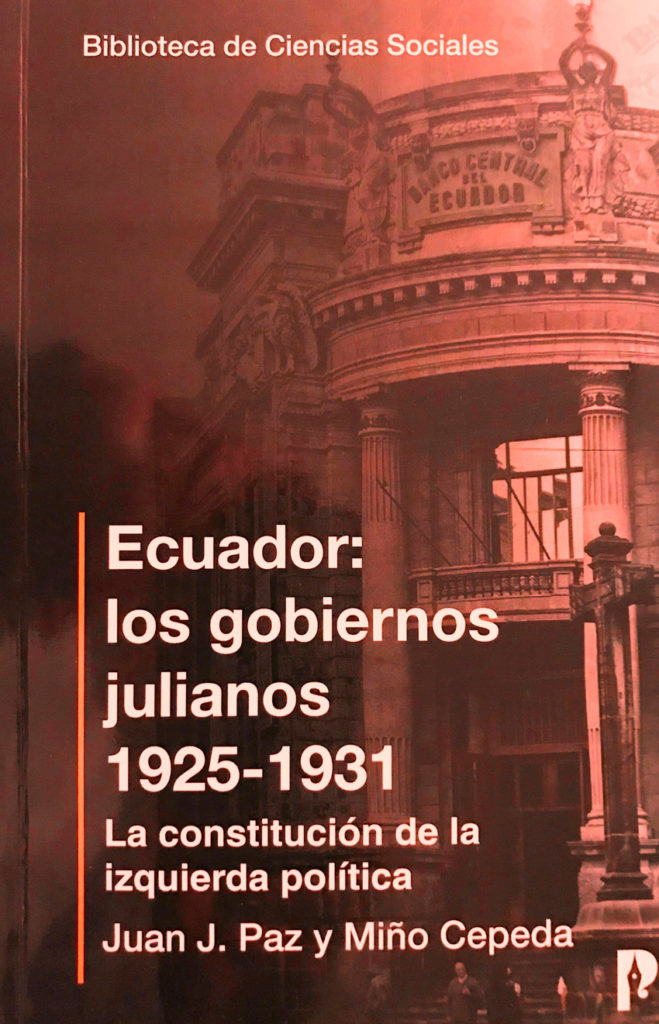 Biblioteca de Ciencias Sociales
BANCO CENTRAL
DEL
ECUADOR
Ecuador:
los gobiernos
julianos
1925-1931
La constitución de la
izquierda política
Juan J. Paz y Miño Cepeda